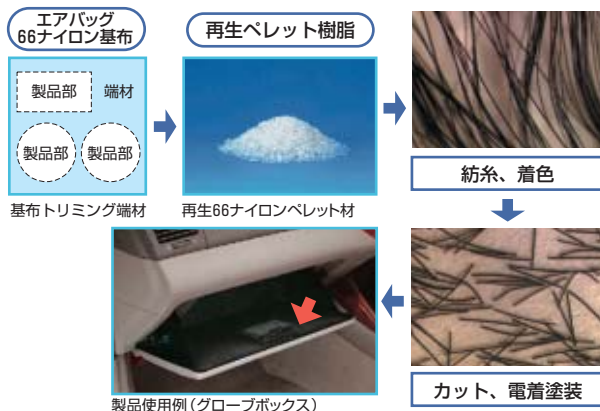 エアバッグ
66ナイロン基布
再生ペレット樹脂
製品部
端材
製品部
製品部
基布トリミング端材
再生66ナイロンペレット材
紡糸、着色
カット、電着塗装
製品使用例(グローブボックス)